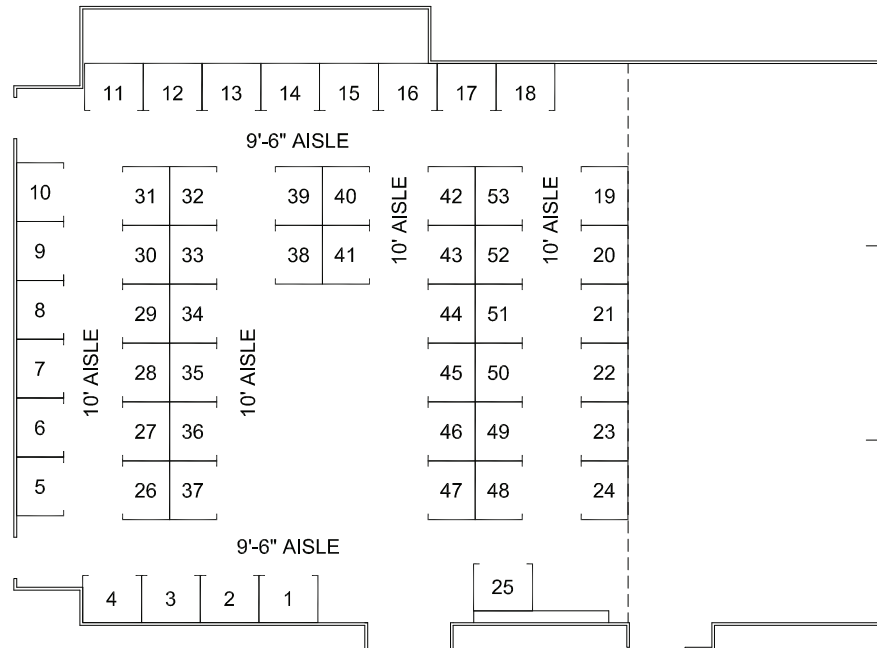 11 12 13 14 15 16 17 18
9'-6" AISLE
10 31 32 39 40 42 53 19
10' AISLE
10' AISLE
9 30 33 38 41 43 52 20
8 29 34 44 51 21
10' AISLE
10' AISLE
7 28 35 45 50 22
6 27 36 46 49 23
5 26 37 47 48 24
9'-6" AISLE
4 3 2 1 25